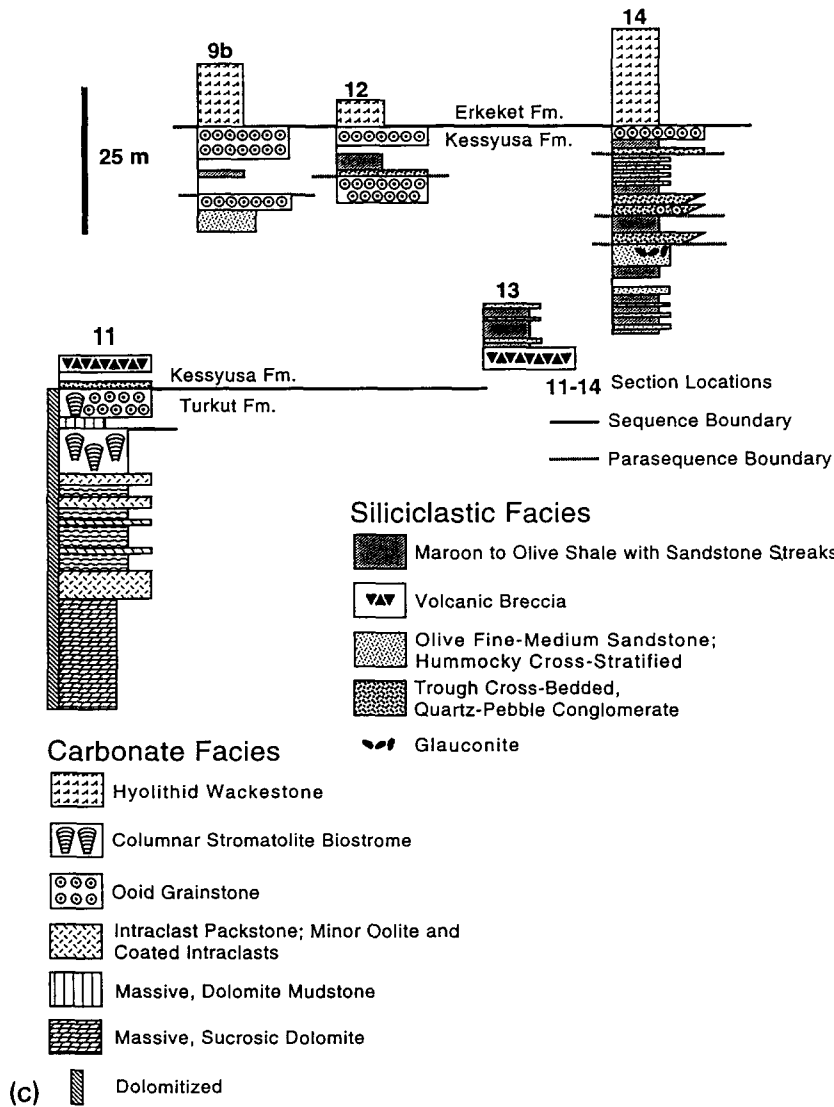 14
9b
12
Erkeket Fm.
Kessyusa Fm.
25 m
13
11
Kessyusa Fm.
Turkut Fm.
11-14 Section Locations
Sequence Boundary
Parasequence Boundary
Siliciclastic Facies
Maroon to Olive Shale with Sandstone Streaks
Volcanic Breccia
Olive Fine-Medium Sandstone;
Hummocky Cross-Stratified
Trough Cross-Bedded,
Quartz-Pebble Conglomerate
Glauconite
Carbonate Facies
Hyolithid Wackestone
Columnar Stromatolite Biostrome
Ooid Grainstone
Intraclast Packstone; Minor Oolite and
Coated Intraclasts
Massive, Dolomite Mudstone
Massive, Sucrosic Dolomite
(c) Dolomitized